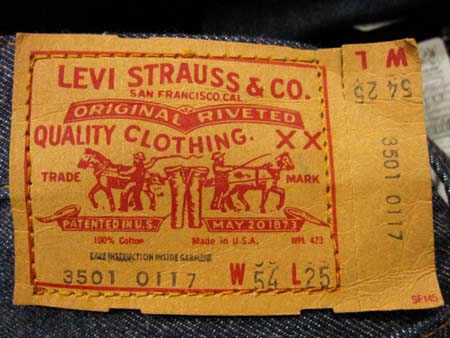 LEVI STRAUSS & CO.
SAN FRANCISCO, CAL.
ORIGINAL RIVETED
QUALITY CLOTHING. XX
TRADE MARK
PATENTED IN U.S. MAY 20 1873
100% Cotton Made in U.S.A. WPL 423
CARE INSTRUCTION INSIDE GARMENT
3501 0117 W 54 L 25
W L
54 25
3501 0117
SF145